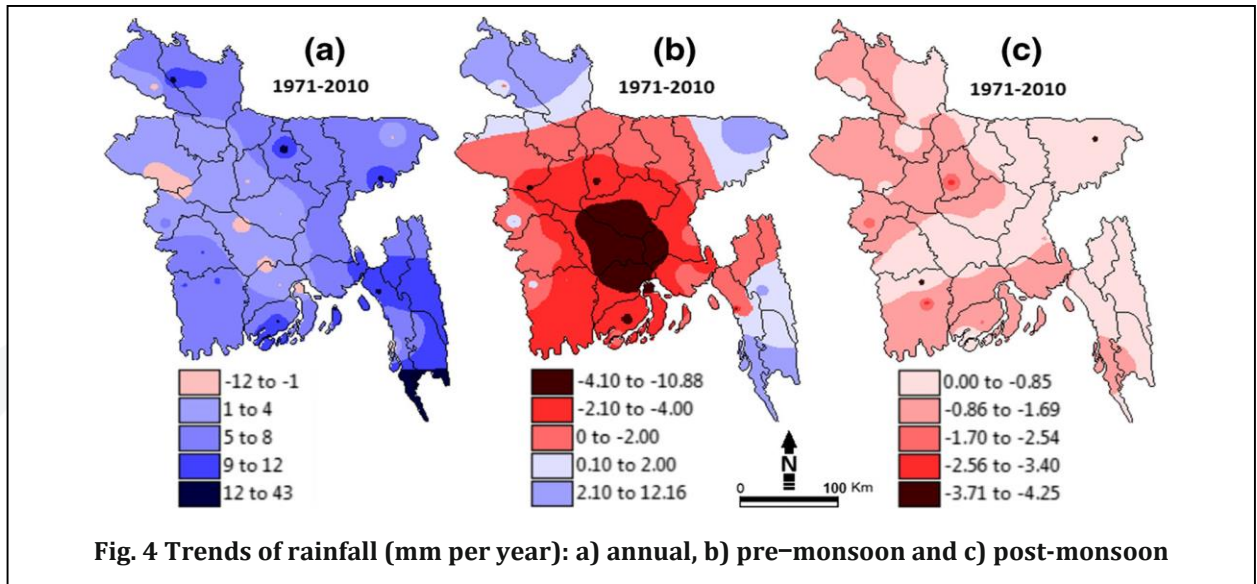 (a)
1971-2010
(b)
1971-2010
(c)
1971-2010
-12 to -1
1 to 4
5 to 8
9 to 12
12 to 43
-4.10 to -10.88
-2.10 to -4.00
0 to -2.00
0.10 to 2.00
2.10 to 12.16
N
0 100 Km
0.00 to -0.85
-0.86 to -1.69
-1.70 to -2.54
-2.56 to -3.40
-3.71 to -4.25
Fig. 4 Trends of rainfall (mm per year): a) annual, b) pre−monsoon and c) post-monsoon